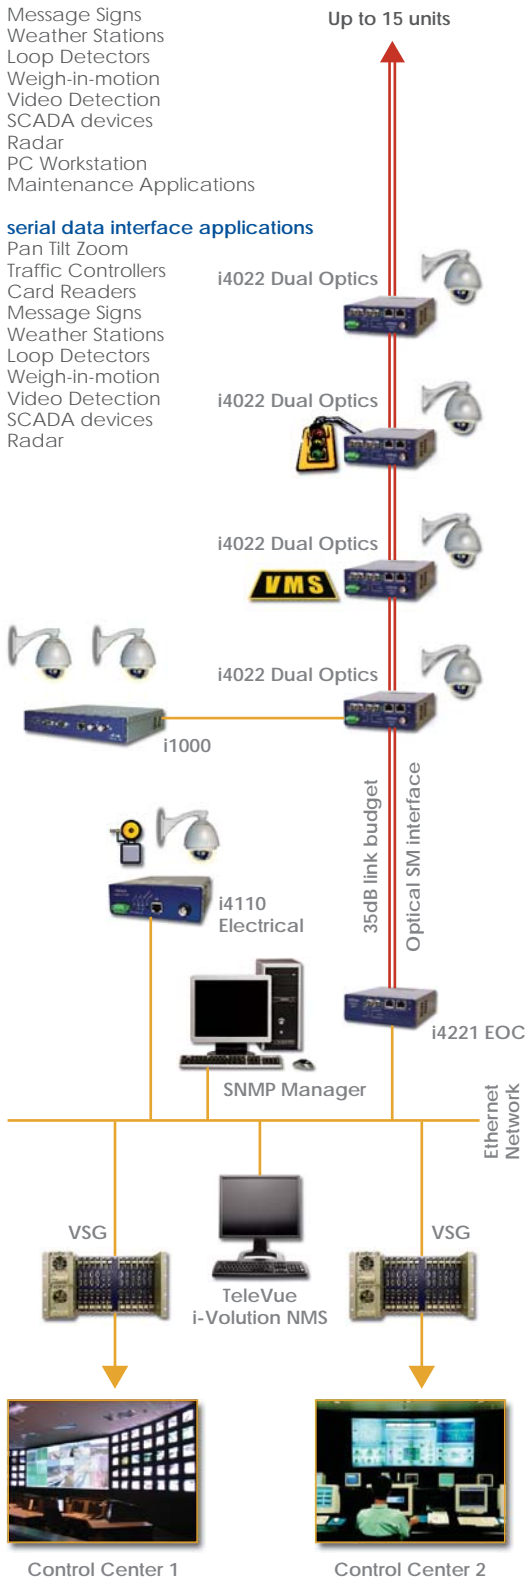 Message Signs
Weather Stations
Loop Detectors
Weigh-in-motion
Video Detection
SCADA devices
Radar
PC Workstation
Maintenance Applications
Up to 15 units
serial data interface applications
Pan Tilt Zoom
Traffic Controllers
Card Readers
Message Signs
Weather Stations
Loop Detectors
Weigh-in-motion
Video Detection
SCADA devices
Radar
i4022 Dual Optics
i4022 Dual Optics
i4022 Dual Optics
VMS
i4022 Dual Optics
i1000
35dB link budget
Optical SM interface
i4110
Electrical
i4221 EOC
SNMP Manager
Ethernet
Network
VSG
VSG
TeleVue
i-Volution NMS
Control Center 1
Control Center 2